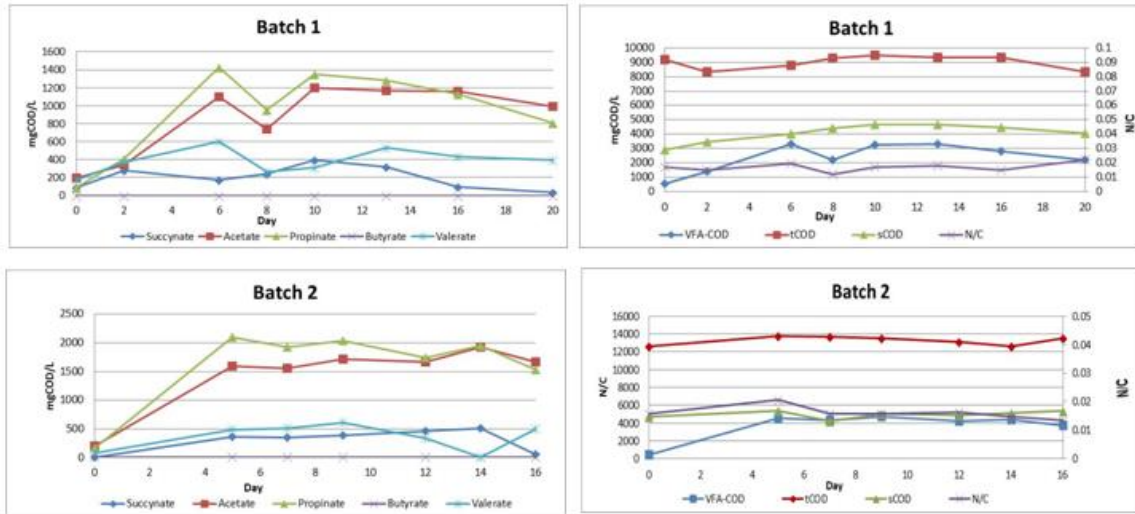 Batch 1
1600
1400
1200
1000
800
600
400
200
0
mgCOD/L
0 2 4 6 8 10 12 14 16 18 20
Day
Succynate Acetate Propinate Butyrate Valerate
Batch 1
10000 0.1
9000 0.09
8000 0.08
7000 0.07
6000 0.06
5000 0.05
4000 0.04
3000 0.03
2000 0.02
1000 0.01
0 0
mgCOD/L
N/C
0 2 4 6 8 10 12 14 16 18 20
Day
VFA-COD tCOD sCOD N/C
Batch 2
2500
2000
1500
1000
500
0
mgCOD/L
0 2 4 6 8 10 12 14 16
Day
Succynate Acetate Propinate Butyrate Valerate
Batch 2
16000 0.05
14000
12000 0.04
10000 0.03
8000
6000 0.02
4000 0.01
2000
0 0
N/C
N/C
0 2 4 6 8 10 12 14 16
Day
VFA-COD tCOD sCOD N/C